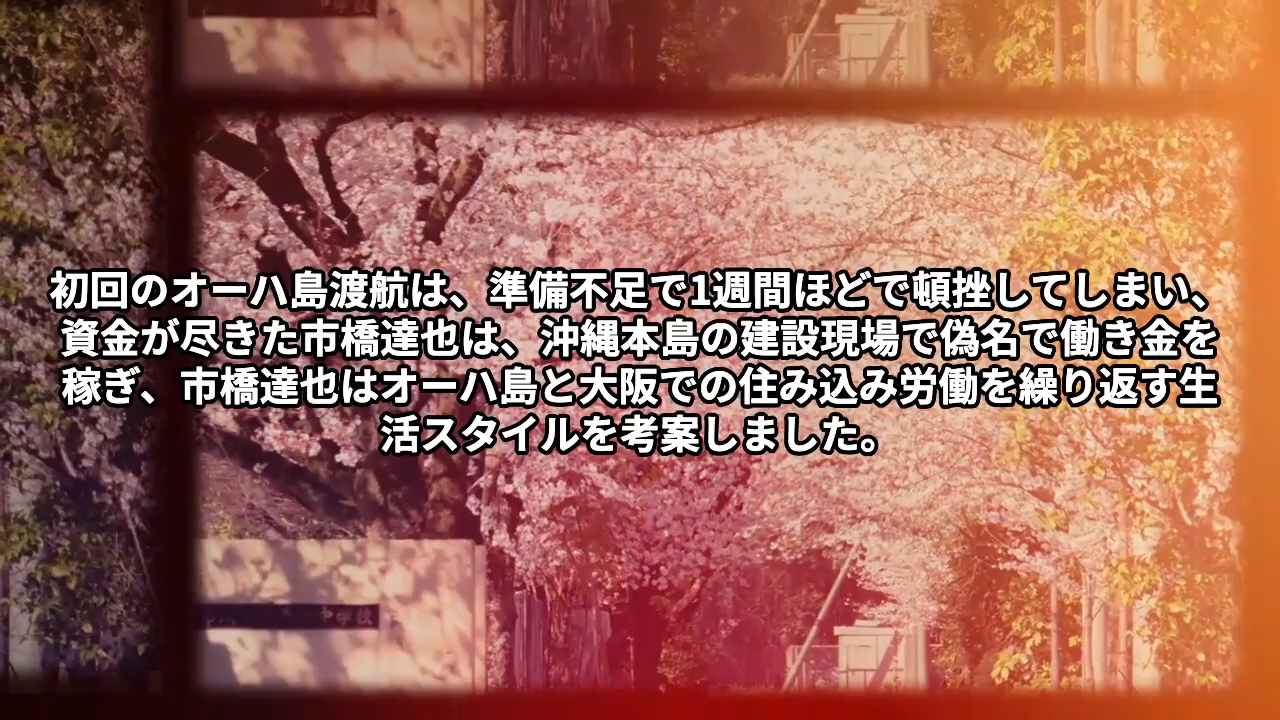 初回のオーハ島渡航は、準備不足で1週間ほどで頓挫してしまい、
資金が尽きた市橋達也は、沖縄本島の建設現場で偽名で働き金を
稼ぎ、市橋達也はオーハ島と大阪での住み込み労働を繰り返す生
活スタイルを考案しました。